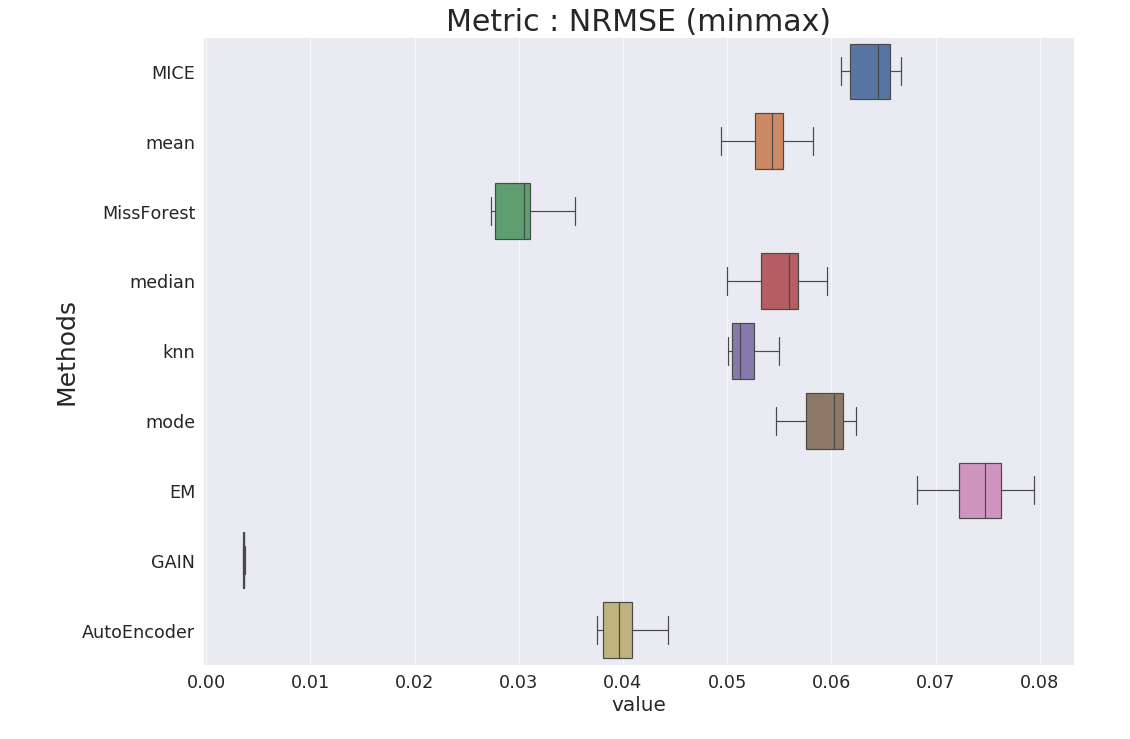 Metric : NRMSE (minmax)
Methods
MICE
mean
MissForest
median
knn
mode
EM
GAIN
AutoEncoder
0.00 0.01 0.02 0.03 0.04 0.05 0.06 0.07 0.08
value